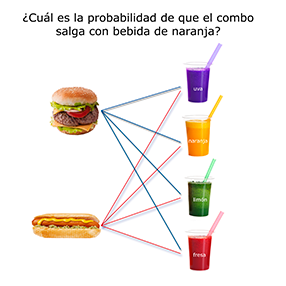 ¿Cuál es la probabilidad de que el combo
salga con bebida de naranja?
uva
naranja
limón
fresa